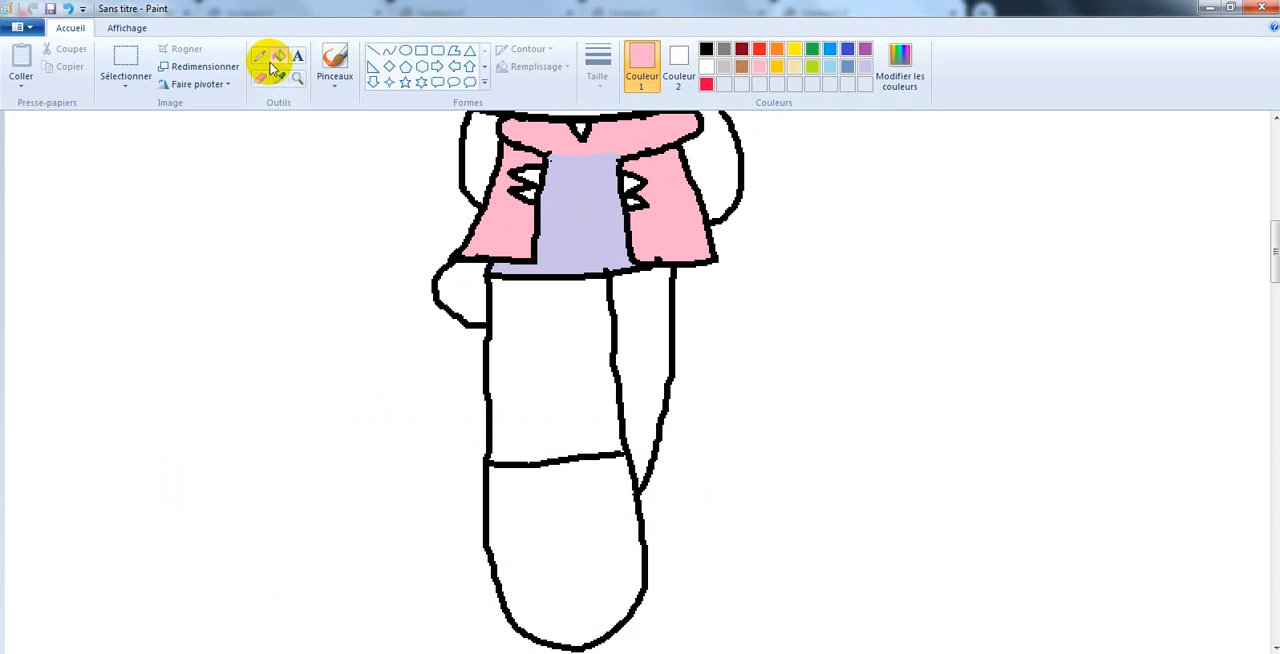 Sans titre - Paint
Accueil Affichage
Coller
Couper
Copier
Presse-papiers
Sélectionner
Rogner
Redimensionner
Faire pivoter
Image
A
Outils
Pinceaux
Contour
Remplissage
Formes
Taille
Couleur
1
Couleur
2
Modifier les
couleurs
Couleurs